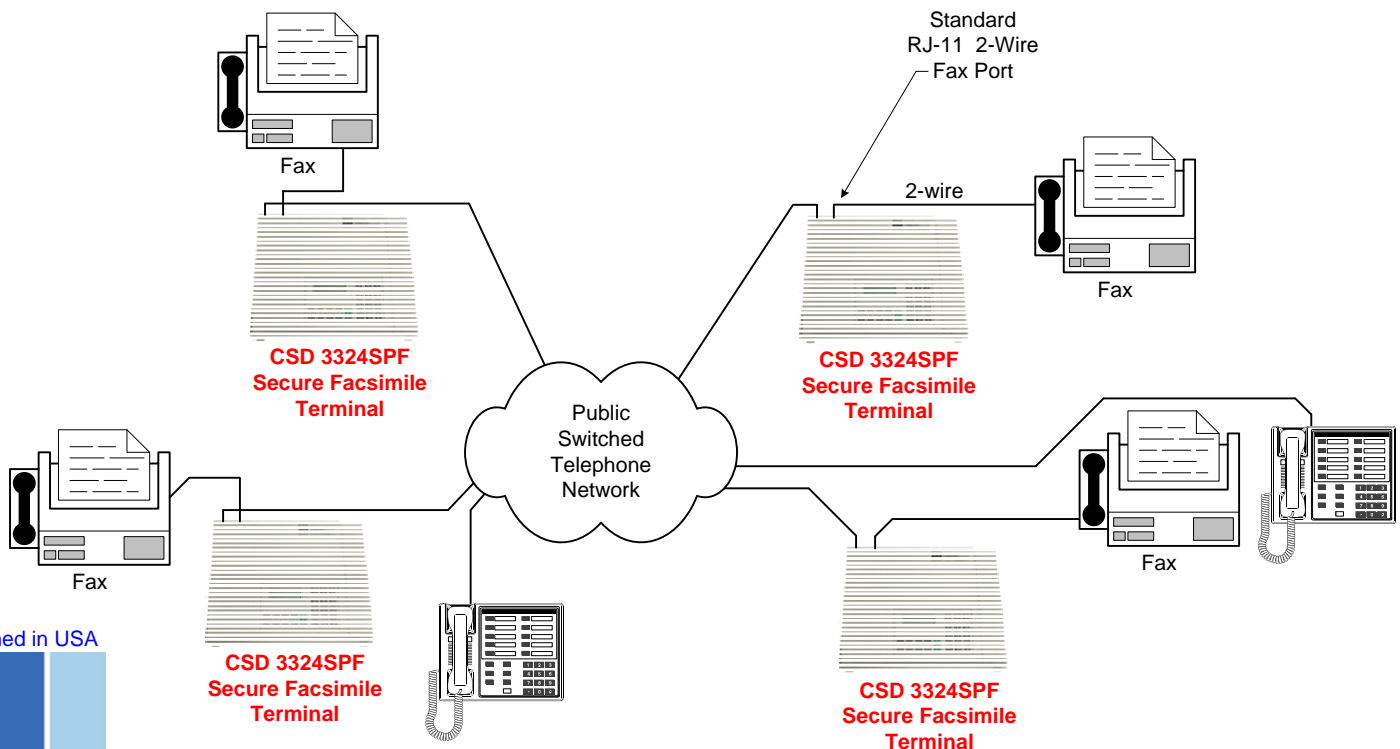 Standard
RJ-11 2-Wire
Fax Port
Fax
2-wire
Fax
CSD 3324SPF
Secure Facsimile
Terminal
CSD 3324SPF
Secure Facsimile
Terminal
Public
Switched
Telephone
Network
Fax
Fax
in USA
CSD 3324SPF
Secure Facsimile
Terminal
CSD 3324SPF
Secure Facsimile
Terminal